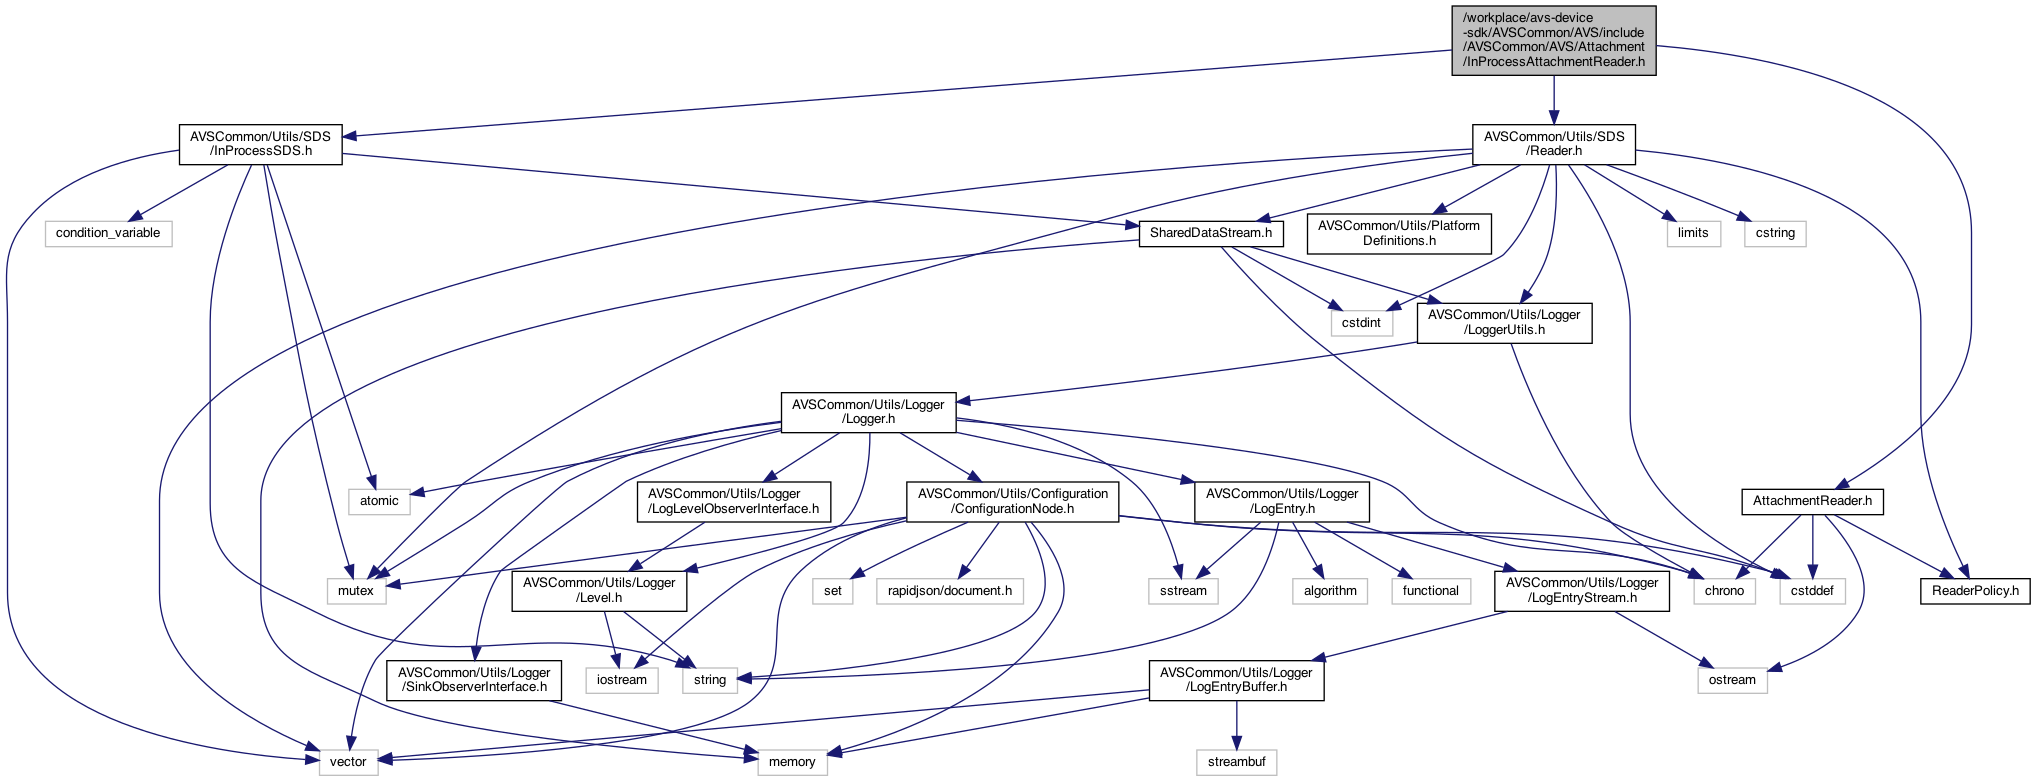 /workplace/avs-device
-sdk/AVSCommon/AVS/include
/AVSCommon/AVS/Attachment
/InProcessAttachmentReader.h
AVSCommon/Utils/SDS
/InProcessSDS.h
AVSCommon/Utils/SDS
/Reader.h
condition_variable
SharedDataStream.h
AVSCommon/Utils/Platform
Definitions.h
limits
cstring
cstdint
AVSCommon/Utils/Logger
/LoggerUtils.h
AVSCommon/Utils/Logger
/Logger.h
atomic
AVSCommon/Utils/Logger
/LogLevelObserverInterface.h
AVSCommon/Utils/Configuration
/ConfigurationNode.h
AVSCommon/Utils/Logger
/LogEntry.h
AttachmentReader.h
mutex
AVSCommon/Utils/Logger
/Level.h
set
rapidjson/document.h
sstream
algorithm
functional
AVSCommon/Utils/Logger
/LogEntryStream.h
chrono
cstddef
ReaderPolicy.h
AVSCommon/Utils/Logger
/SinkObserverInterface.h
iostream
string
AVSCommon/Utils/Logger
/LogEntryBuffer.h
ostream
vector
memory
streambuf